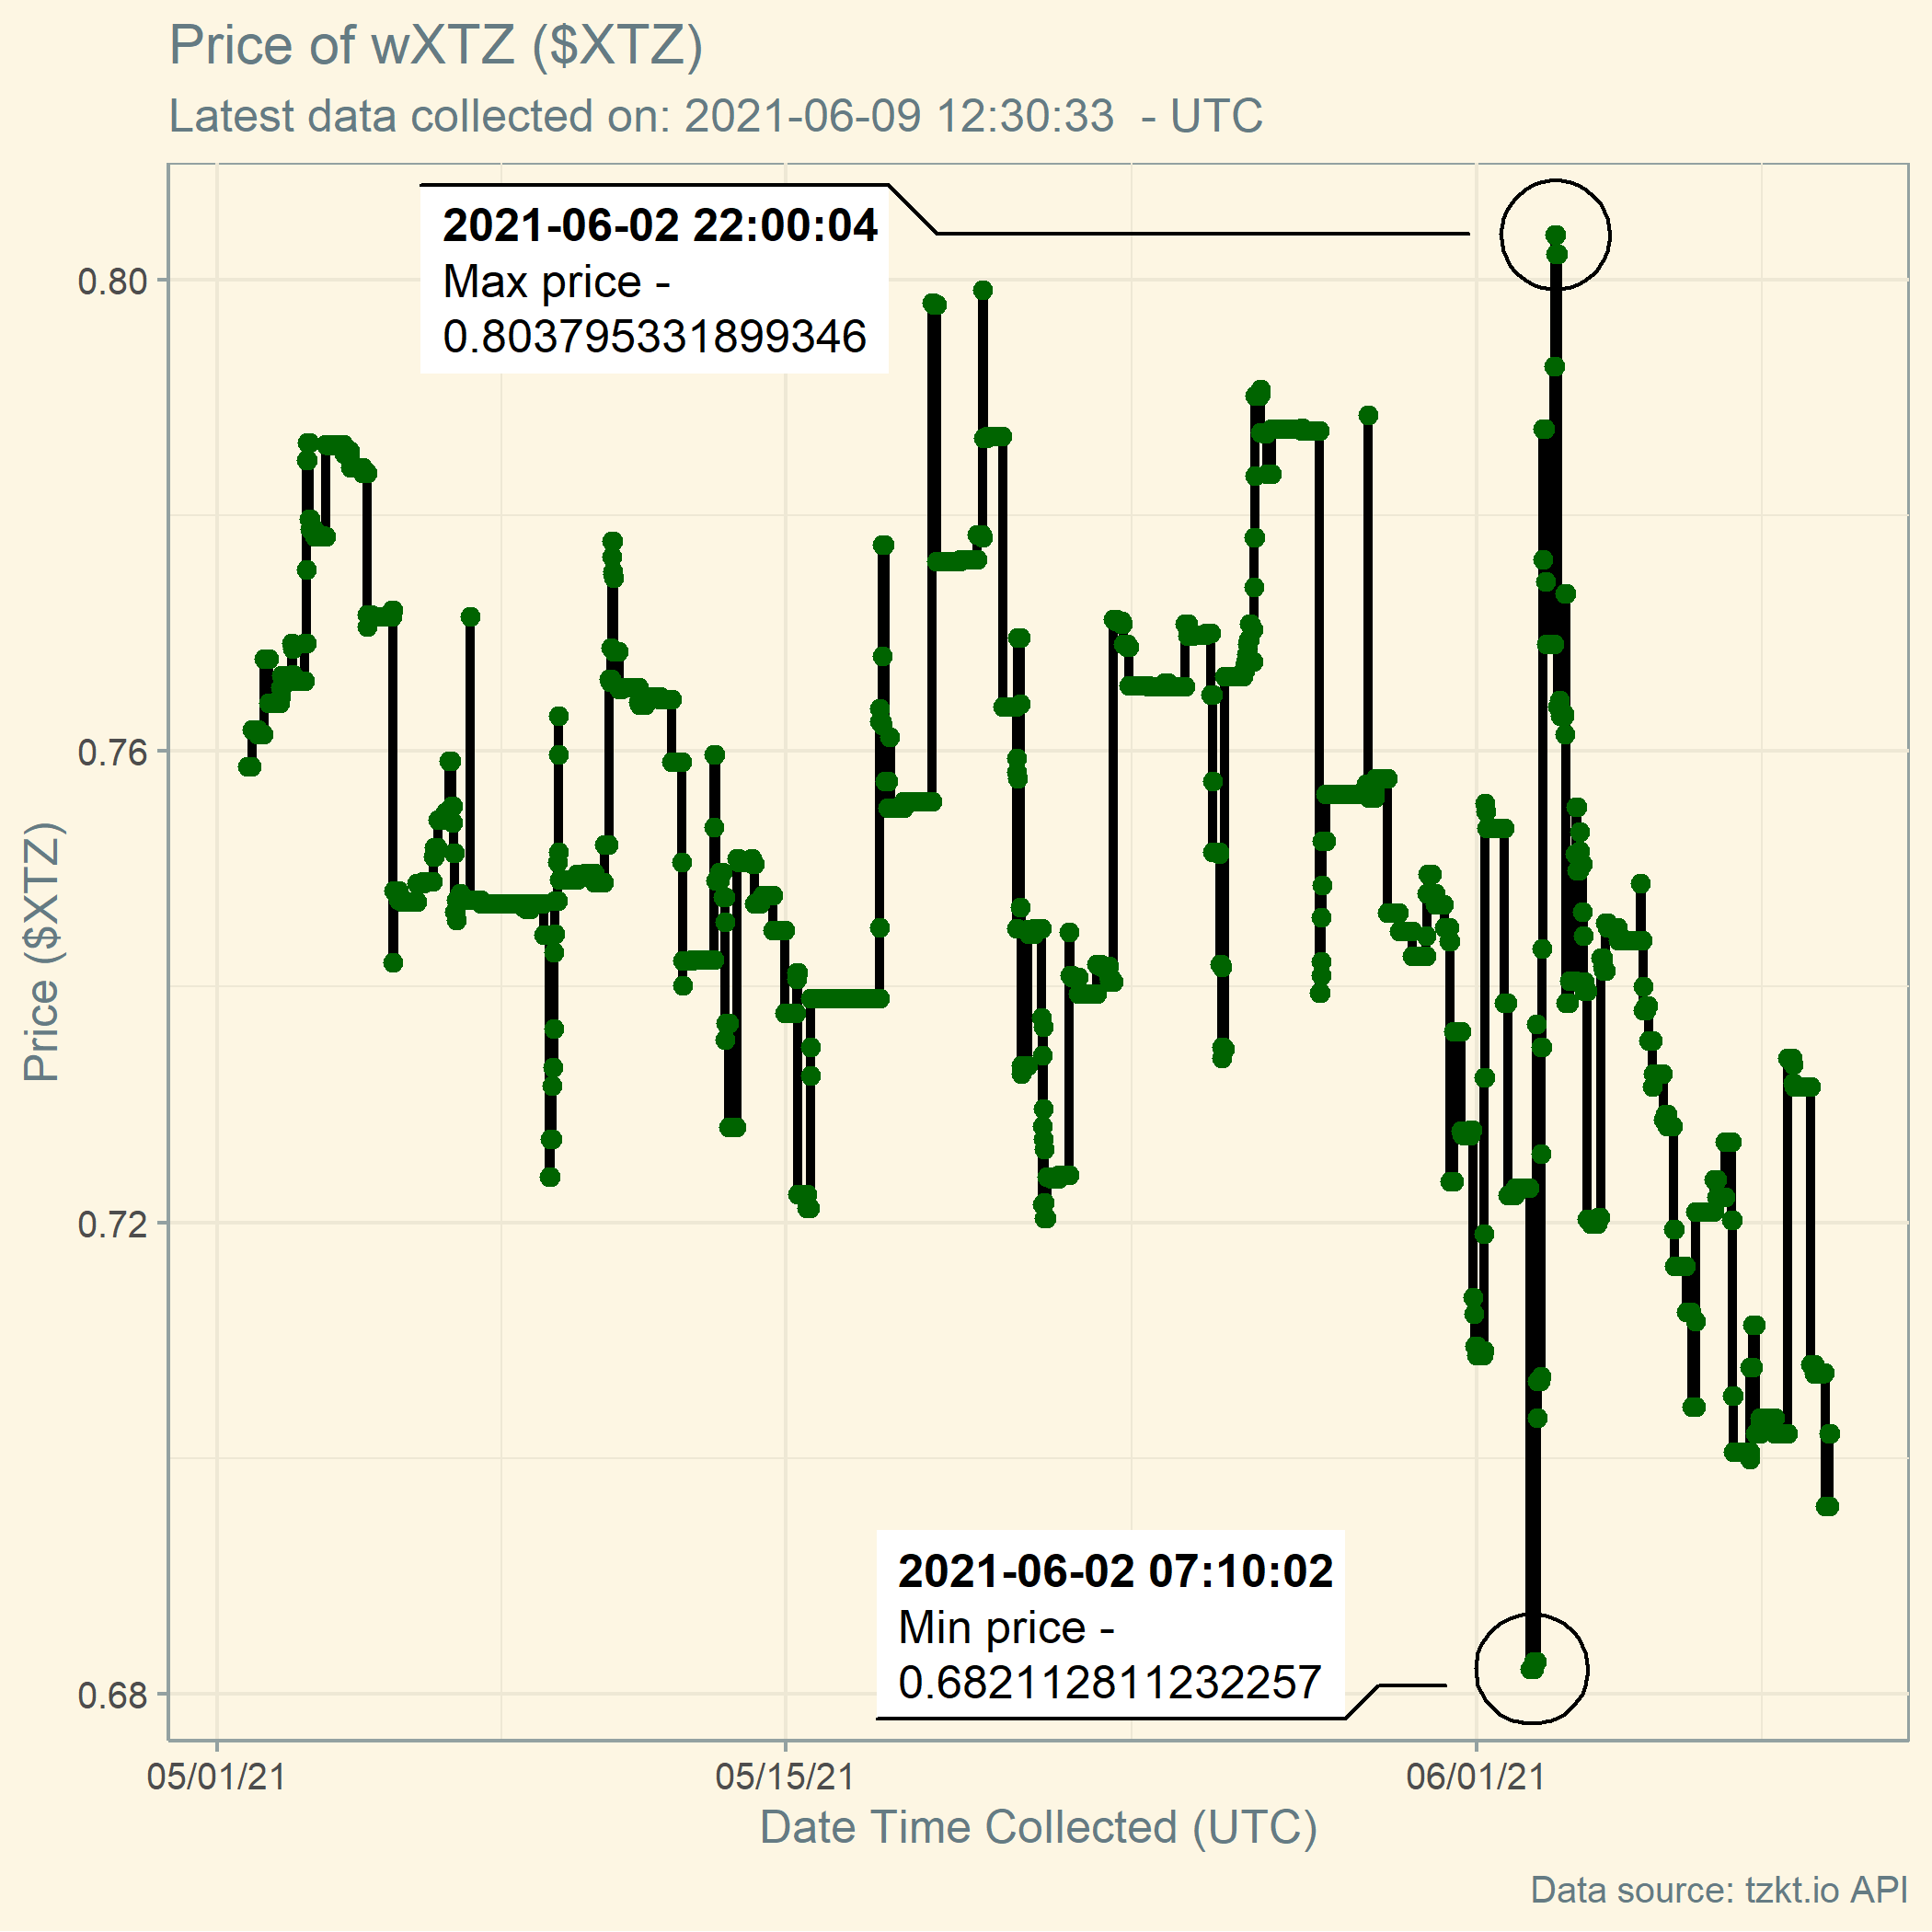 Price of wXTZ ($XTZ)
Latest data collected on: 2021-06-09 12:30:33  - UTC
2021-06-02 22:00:04
Max price -
0.803795331899346
0.80
0.76
0.72
0.68
Price ($XTZ)
2021-06-02 07:10:02
Min price -
0.682112811232257
05/01/21
05/15/21
06/01/21
Date Time Collected (UTC)
Data source: tzkt.io API